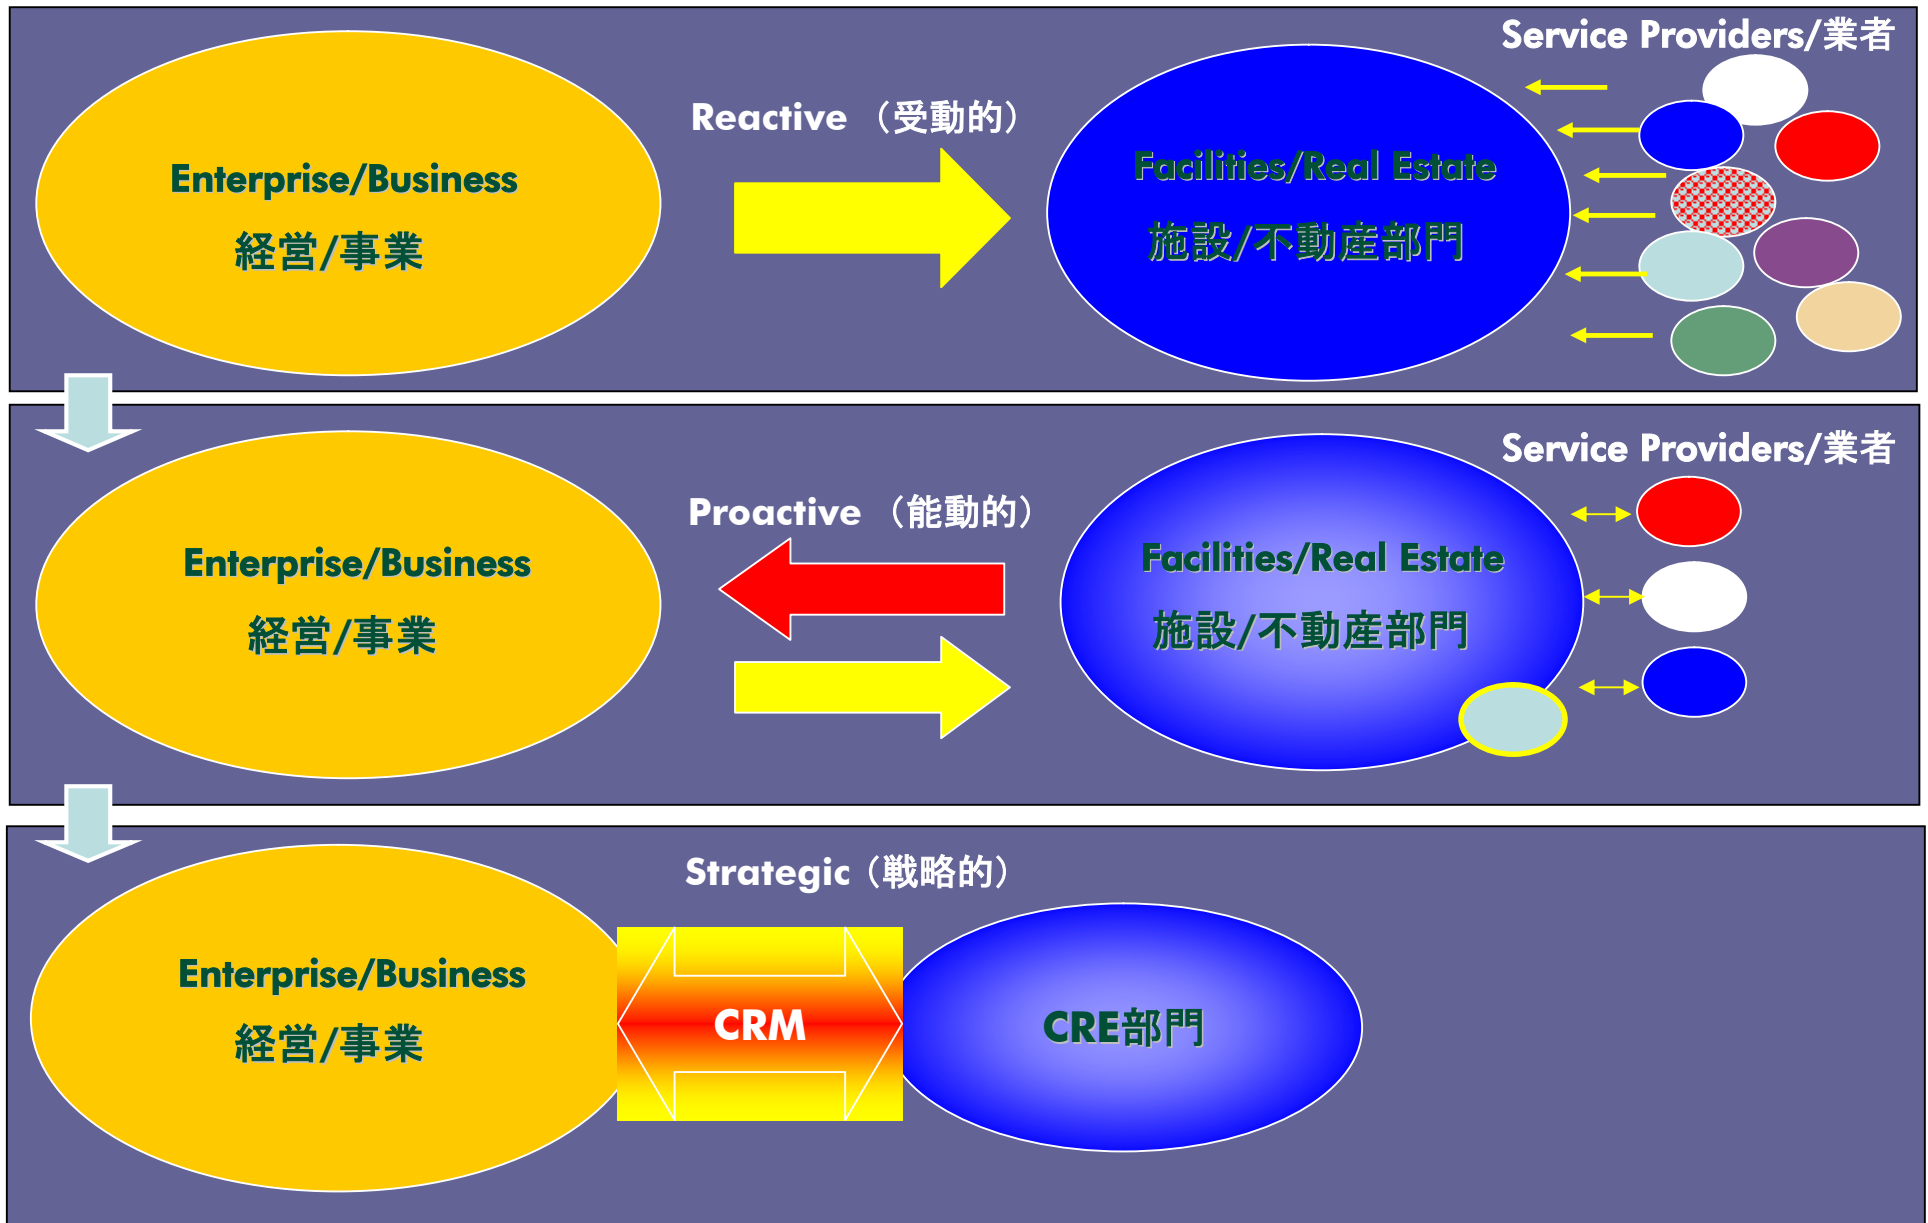 Service Providers/業者
Reactive （受動的）
Enterprise/Business
経営/事業
Facilities/Real Estate
施設/不動産部門
Service Providers/業者
Proactive （能動的）
Enterprise/Business
経営/事業
Facilities/Real Estate
施設/不動産部門
Strategic（戦略的）
Enterprise/Business
経営/事業
CRM
CRE部門